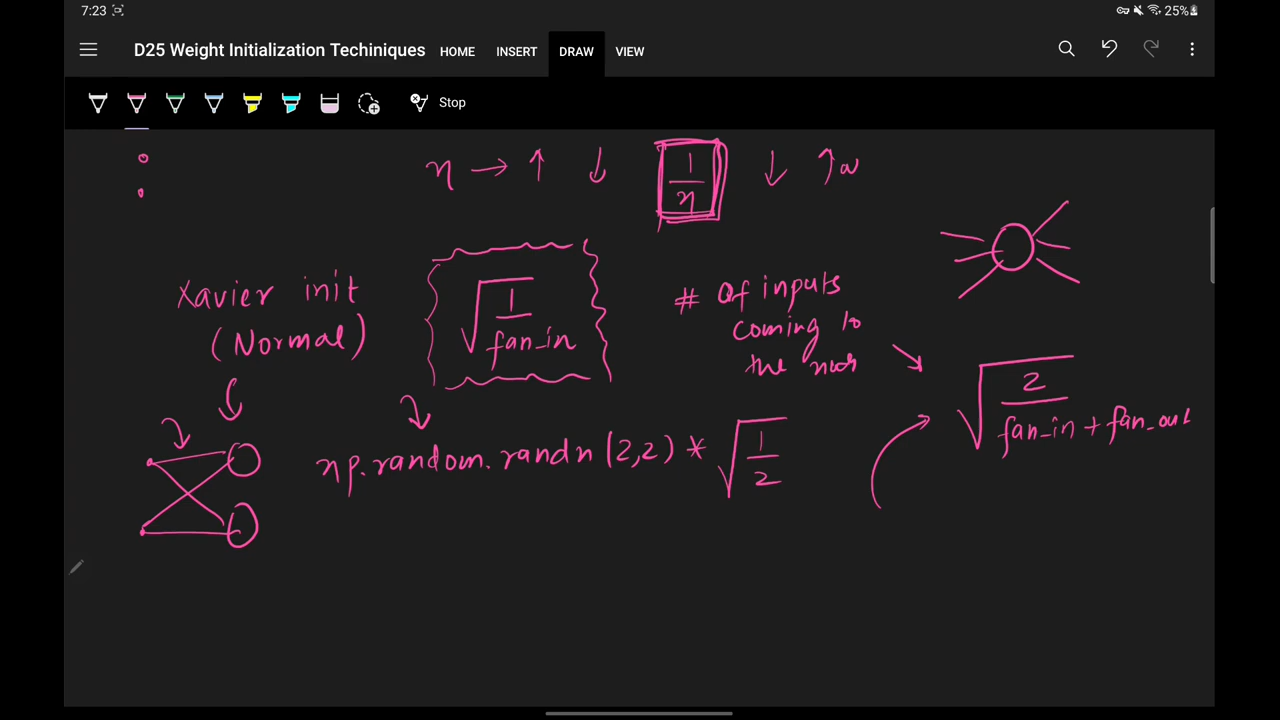 7:23
25%
D25 Weight Initialization Techiniques
HOME INSERT DRAW VIEW
Stop
η → ↑ ↓ 1/η ↓ ↑ w
Xavier init
(Normal)
√(1/fan_in)
# Of inputs
coming to
the
√(2/(fan_in + fan_out))
np.random.randn (2,2) * √(1/2)